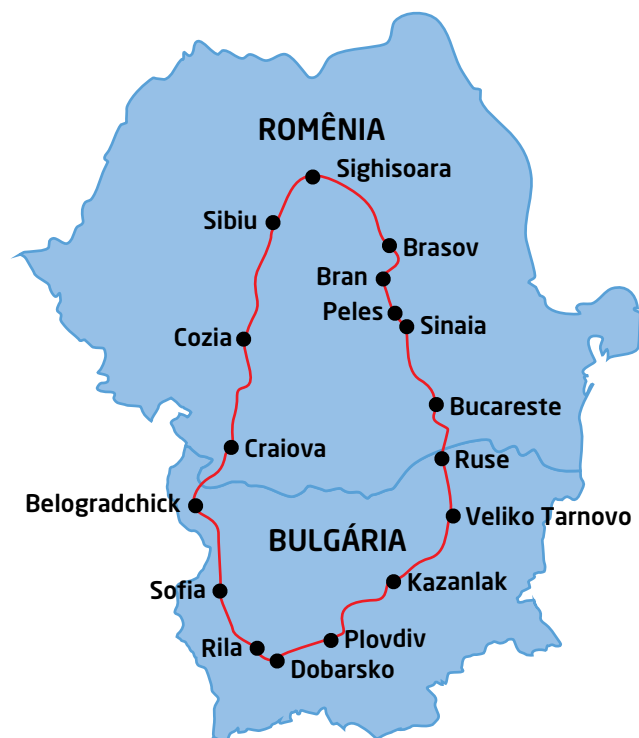 ROMÊNIA
Sighisoara
Sibiu
Brasov
Bran
Peles
Sinaia
Cozia
Bucareste
Craiova
Ruse
Belogradchick
Veliko Tarnovo
BULGÁRIA
Kazanlak
Sofia
Plovdiv
Rila
Dobarsko